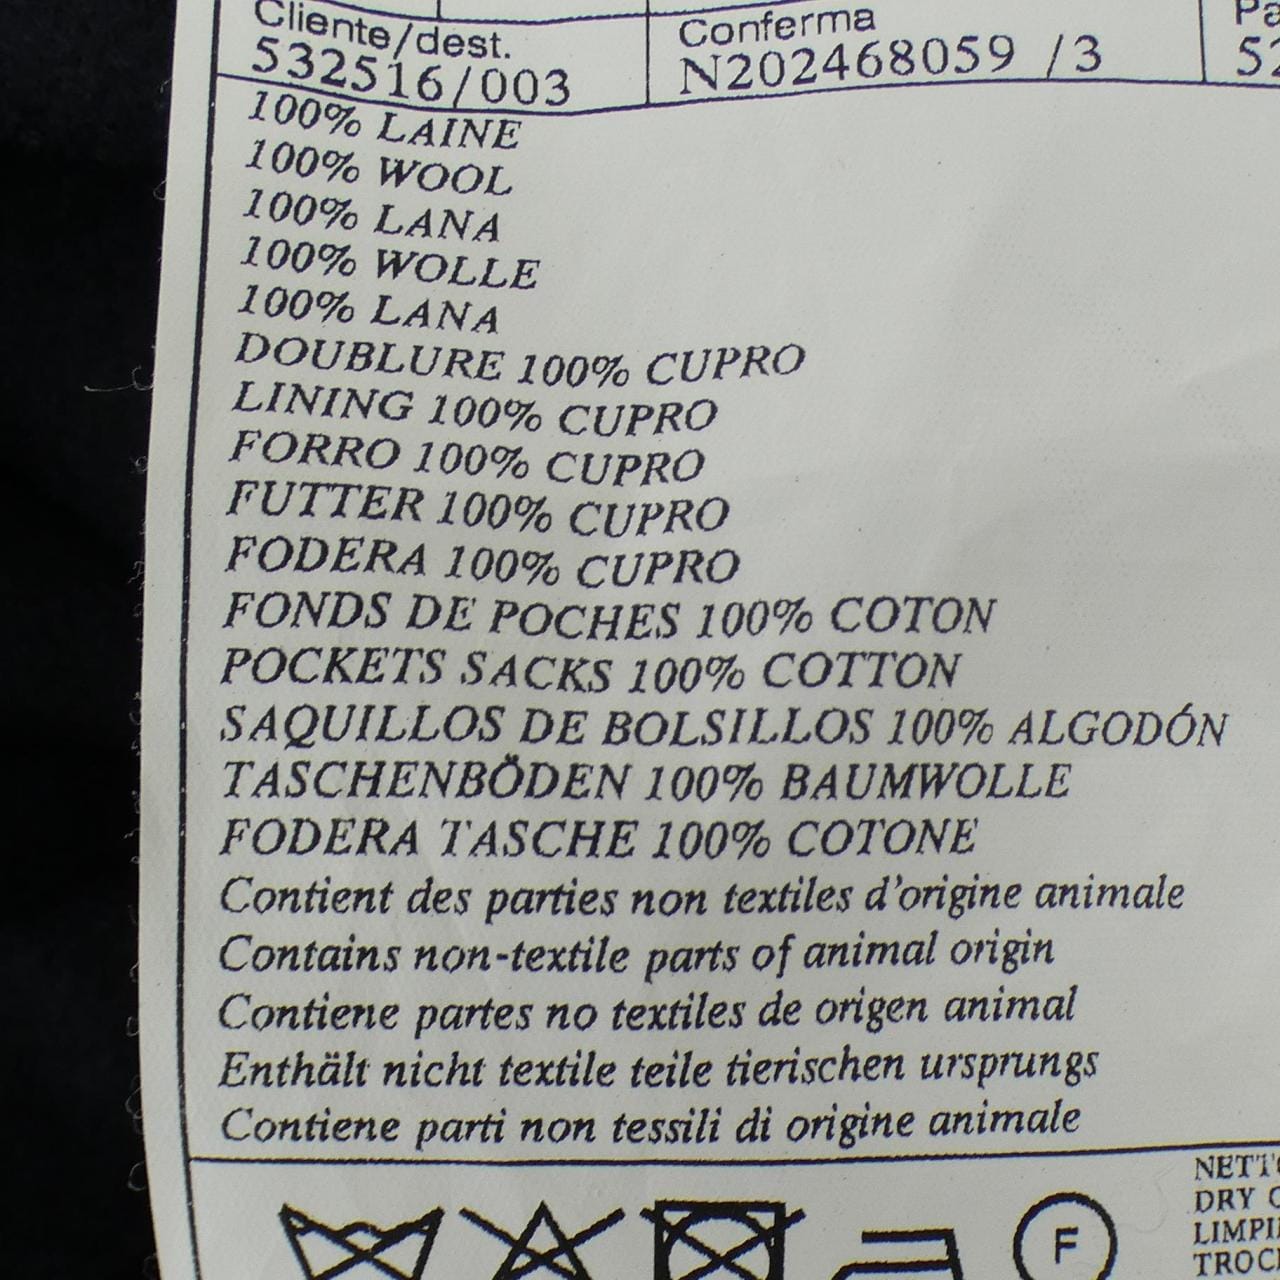 Cliente/dest.
532516/003
Conferma
N202468059 /3
100% LAINE
100% WOOL
100% LANA
100% WOLLE
100% LANA
DOUBLURE 100% CUPRO
LINING 100% CUPRO
FORRO 100% CUPRO
FUTTER 100% CUPRO
FODERA 100% CUPRO
FONDS DE POCHES 100% COTON
POCKETS SACKS 100% COTTON
SAQUILLOS DE BOLSILLOS 100% ALGODÓN
TASCHENBÖDEN 100% BAUMWOLLE
FODERA TASCHE 100% COTONE
Contient des parties non textiles d'origine animale
Contains non-textile parts of animal origin
Contiene partes no textiles de origen animal
Enthält nicht textile teile tierischen ursprungs
Contiene parti non tessili di origine animale
F
DRY